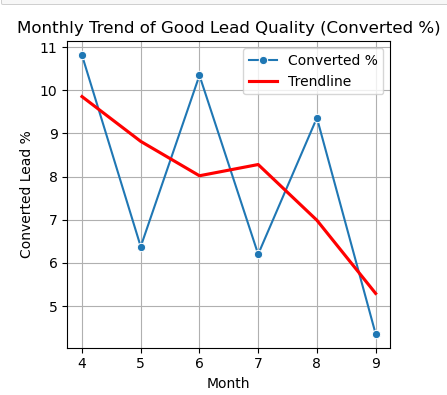 Monthly Trend of Good Lead Quality (Converted %)
11
10
9
8
7
6
5
Converted Lead %
Converted %
Trendline
4 5 6 7 8 9
Month